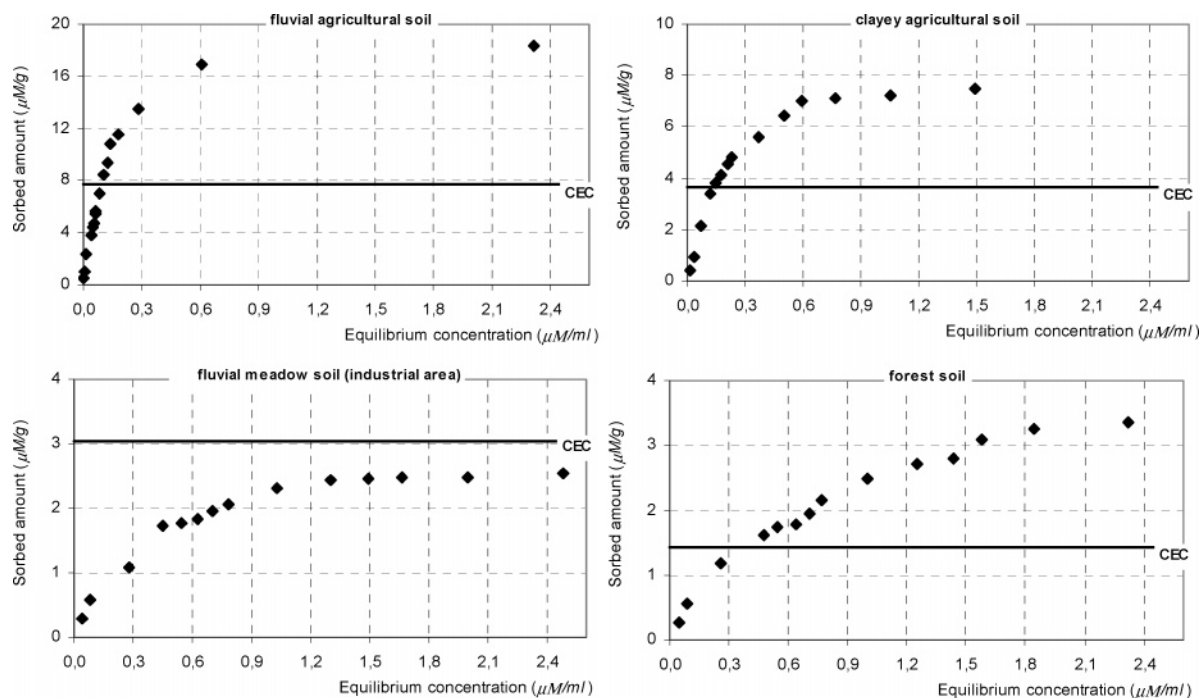 fluvial agricultural soil
20
16
12
8
4
0
Sorbed amount (μM/g)
CEC
0,0 0,3 0,6 0,9 1,2 1,5 1,8 2,1 2,4
Equilibrium concentration (μM/ml)
clayey agricultural soil
10
8
6
4
2
0
Sorbed amount (μM/g)
CEC
0,0 0,3 0,6 0,9 1,2 1,5 1,8 2,1 2,4
Equilibrium concentration (μM/ml)
fluvial meadow soil (industrial area)
4
3
2
1
0
Sorbed amount (μM/g)
CEC
0,0 0,3 0,6 0,9 1,2 1,5 1,8 2,1 2,4
Equilibrium concentration (μM/ml)
forest soil
4
3
2
1
0
Sorbed amount (μM/g)
CEC
0,0 0,3 0,6 0,9 1,2 1,5 1,8 2,1 2,4
Equilibrium concentration (μM/ml)